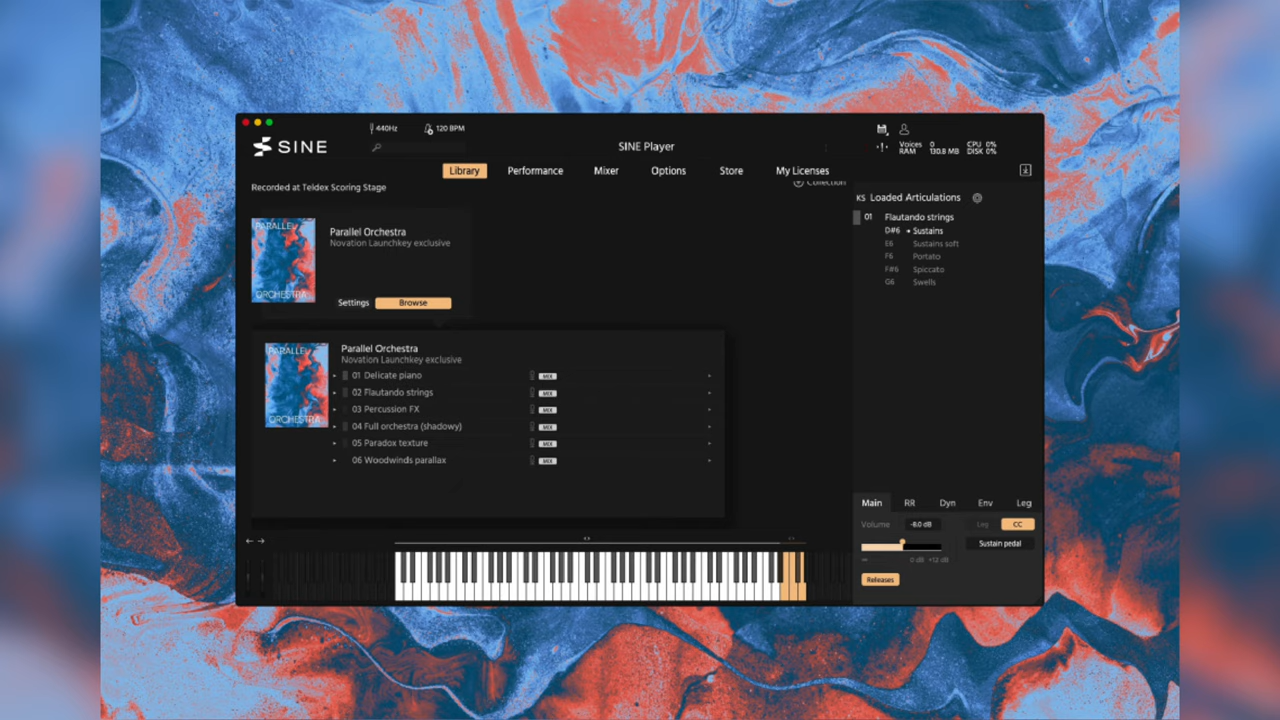 440Hz
120 BPM
SINE
SINE Player
Voices 0 CPU 0%
RAM 130.8 MB DISK 0%
Library Performance Mixer Options Store My Licenses
Collection
Recorded at Teldex Scoring Stage
PARALLEL
ORCHESTRA
Parallel Orchestra
Novation Launchkey exclusive
Settings Browse
PARALLEL
ORCHESTRA
Parallel Orchestra
Novation Launchkey exclusive
01 Delicate piano MIX
02 Flautando strings MIX
03 Percussion FX MIX
04 Full orchestra (shadowy) MIX
05 Paradox texture MIX
06 Woodwinds parallax MIX
KS Loaded Articulations
01 Flautando strings
D#6 • Sustains
E6 Sustains soft
F6 Portato
F#6 Spiccato
G6 Swells
Main RR Dyn Env Leg
Volume -6.0 dB Leg CC
Sustain pedal
0 dB +12 dB
Releases